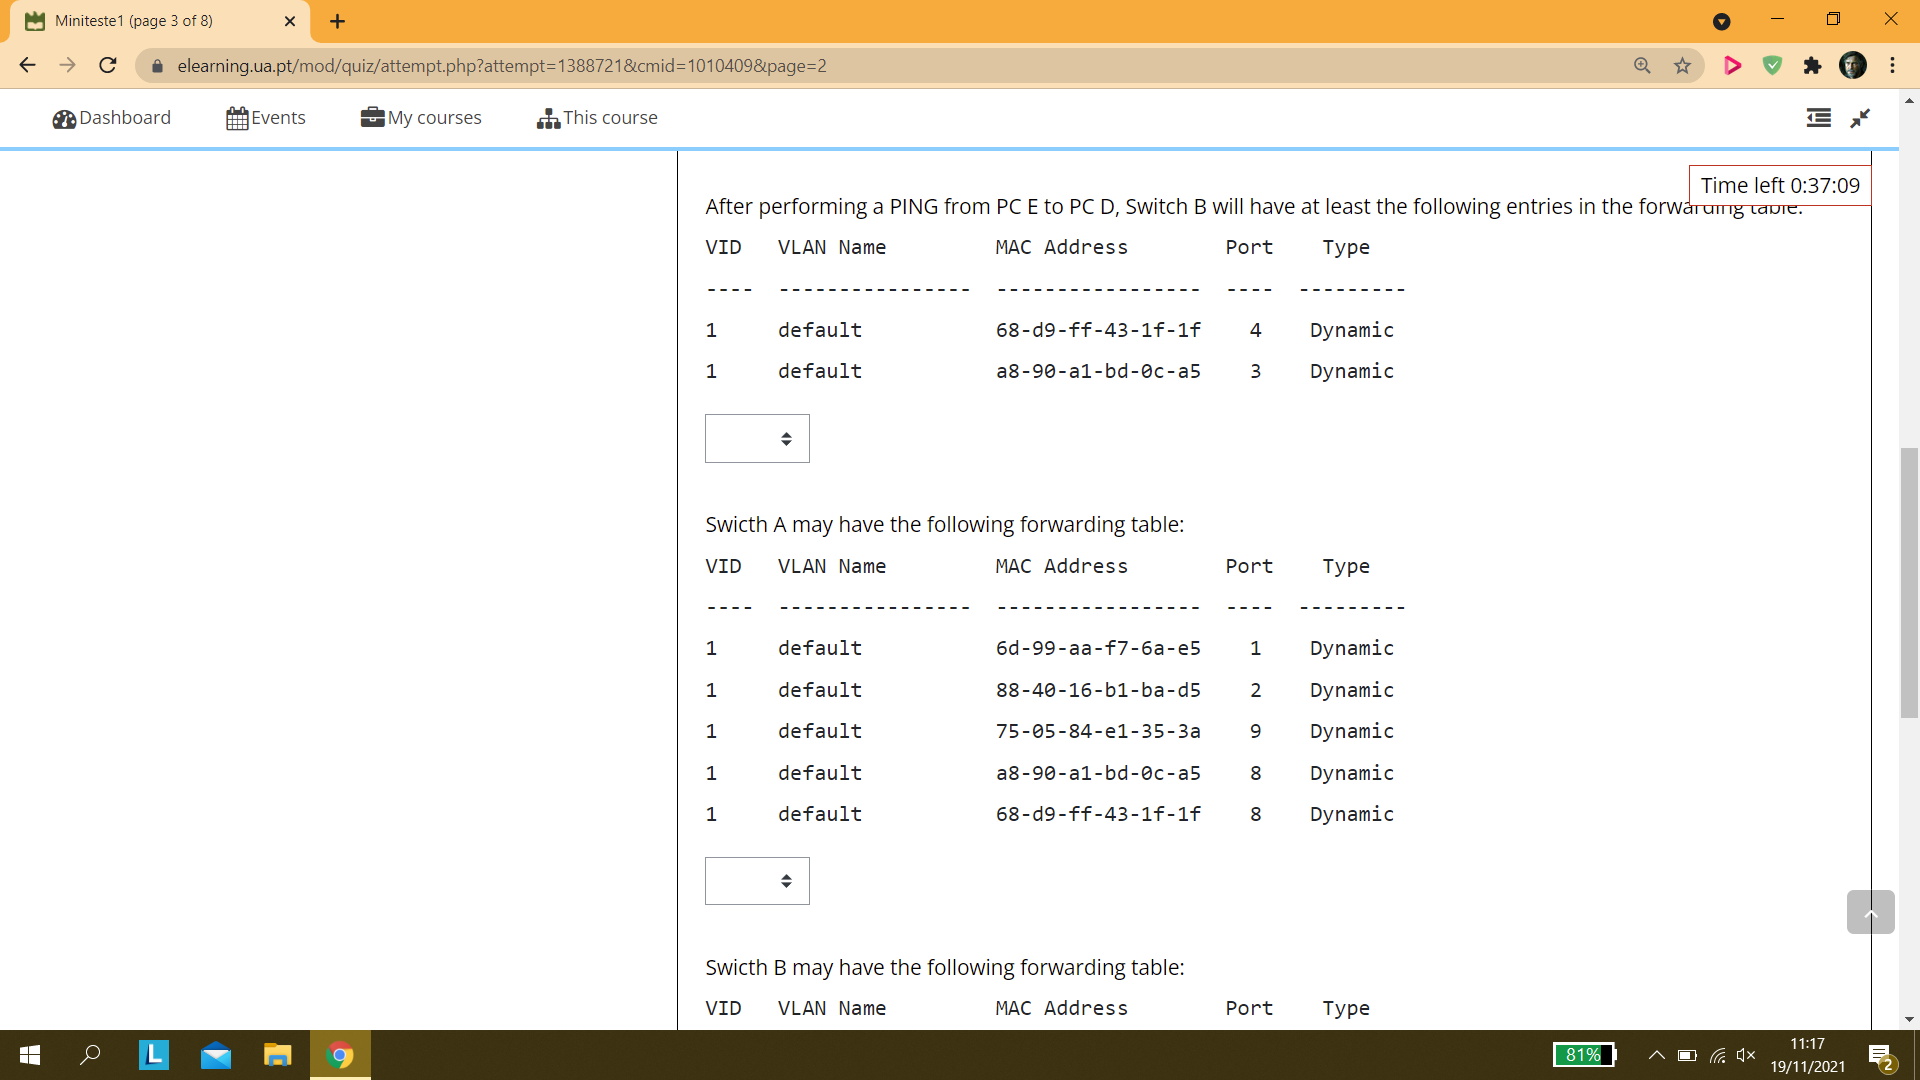 Miniteste1 (page 3 of 8)
elearning.ua.pt/mod/quiz/attempt.php?attempt=1388721&cmid=1010409&page=2
Dashboard Events My courses This course
Time left 0:37:09
After performing a PING from PC E to PC D, Switch B will have at least the following entries in the forwarding table:
VID VLAN Name MAC Address Port Type
---- ---------------- ----------------- ---- ---------
1 default 68-d9-ff-43-1f-1f 4 Dynamic
1 default a8-90-a1-bd-0c-a5 3 Dynamic
Swicth A may have the following forwarding table:
VID VLAN Name MAC Address Port Type
---- ---------------- ----------------- ---- ---------
1 default 6d-99-aa-f7-6a-e5 1 Dynamic
1 default 88-40-16-b1-ba-d5 2 Dynamic
1 default 75-05-84-e1-35-3a 9 Dynamic
1 default a8-90-a1-bd-0c-a5 8 Dynamic
1 default 68-d9-ff-43-1f-1f 8 Dynamic
Swicth B may have the following forwarding table:
VID VLAN Name MAC Address Port Type
L
81%
11:17
19/11/2021
2